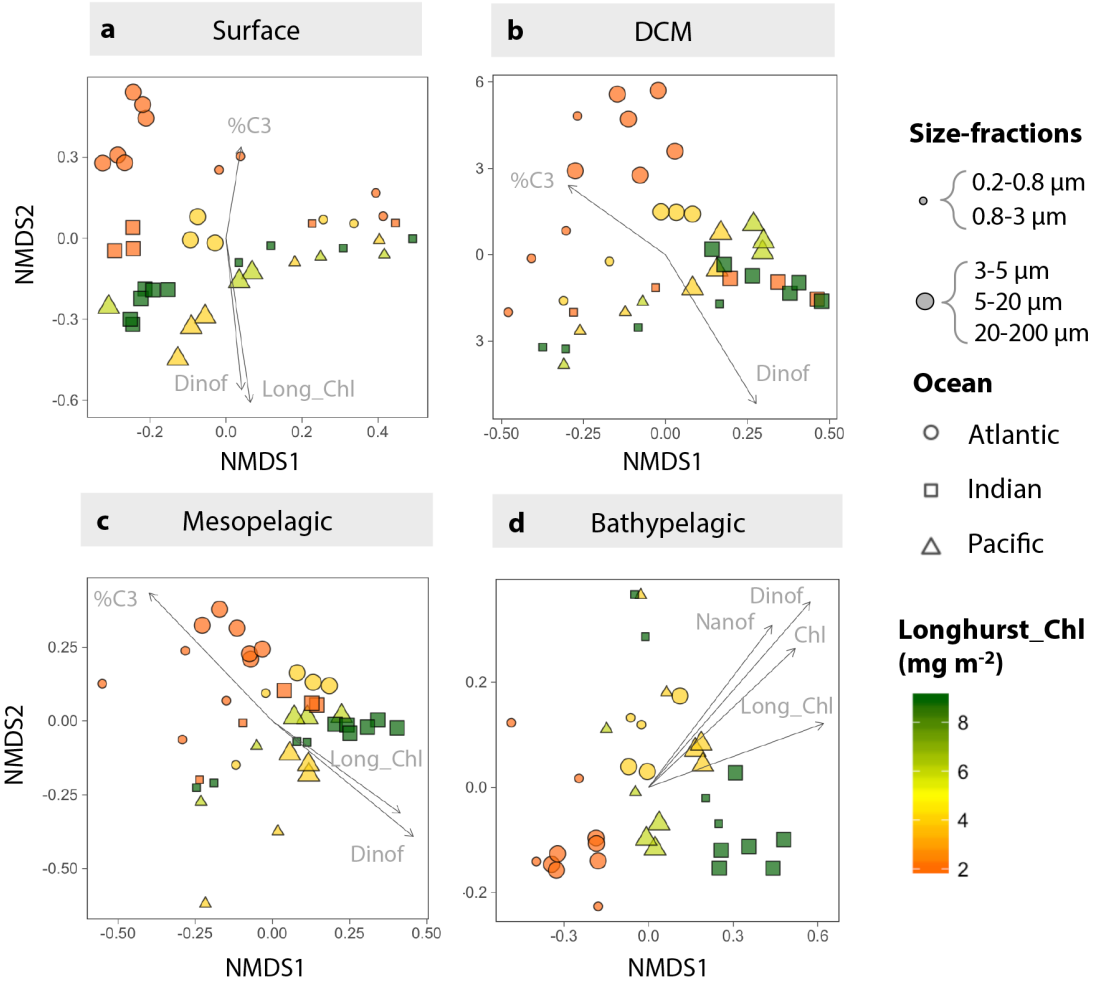 a Surface
0.3
0.0
-0.3
-0.6
NMDS2
%C3
Dinof
Long_Chl
-0.2
0.0
0.2
0.4
NMDS1
b DCM
6
3
0
3
%C3
Dinof
-0.50
-0.25
0.00
0.25
0.50
NMDS1
c Mesopelagic
0.25
0.00
-0.25
-0.50
NMDS2
%C3
Long_Chl
Dinof
-0.50
-0.25
0.00
0.25
0.50
NMDS1
d Bathypelagic
0.2
0.0
-0.2
Dinof
Nanof
Chl
Long_Chl
-0.3
0.0
0.3
0.6
NMDS1
Size-fractions
0.2-0.8 µm
0.8-3 µm
3-5 µm
5-20 µm
20-200 µm
Ocean
Atlantic
Indian
Pacific
Longhurst_Chl
(mg m-2)
8
6
4
2